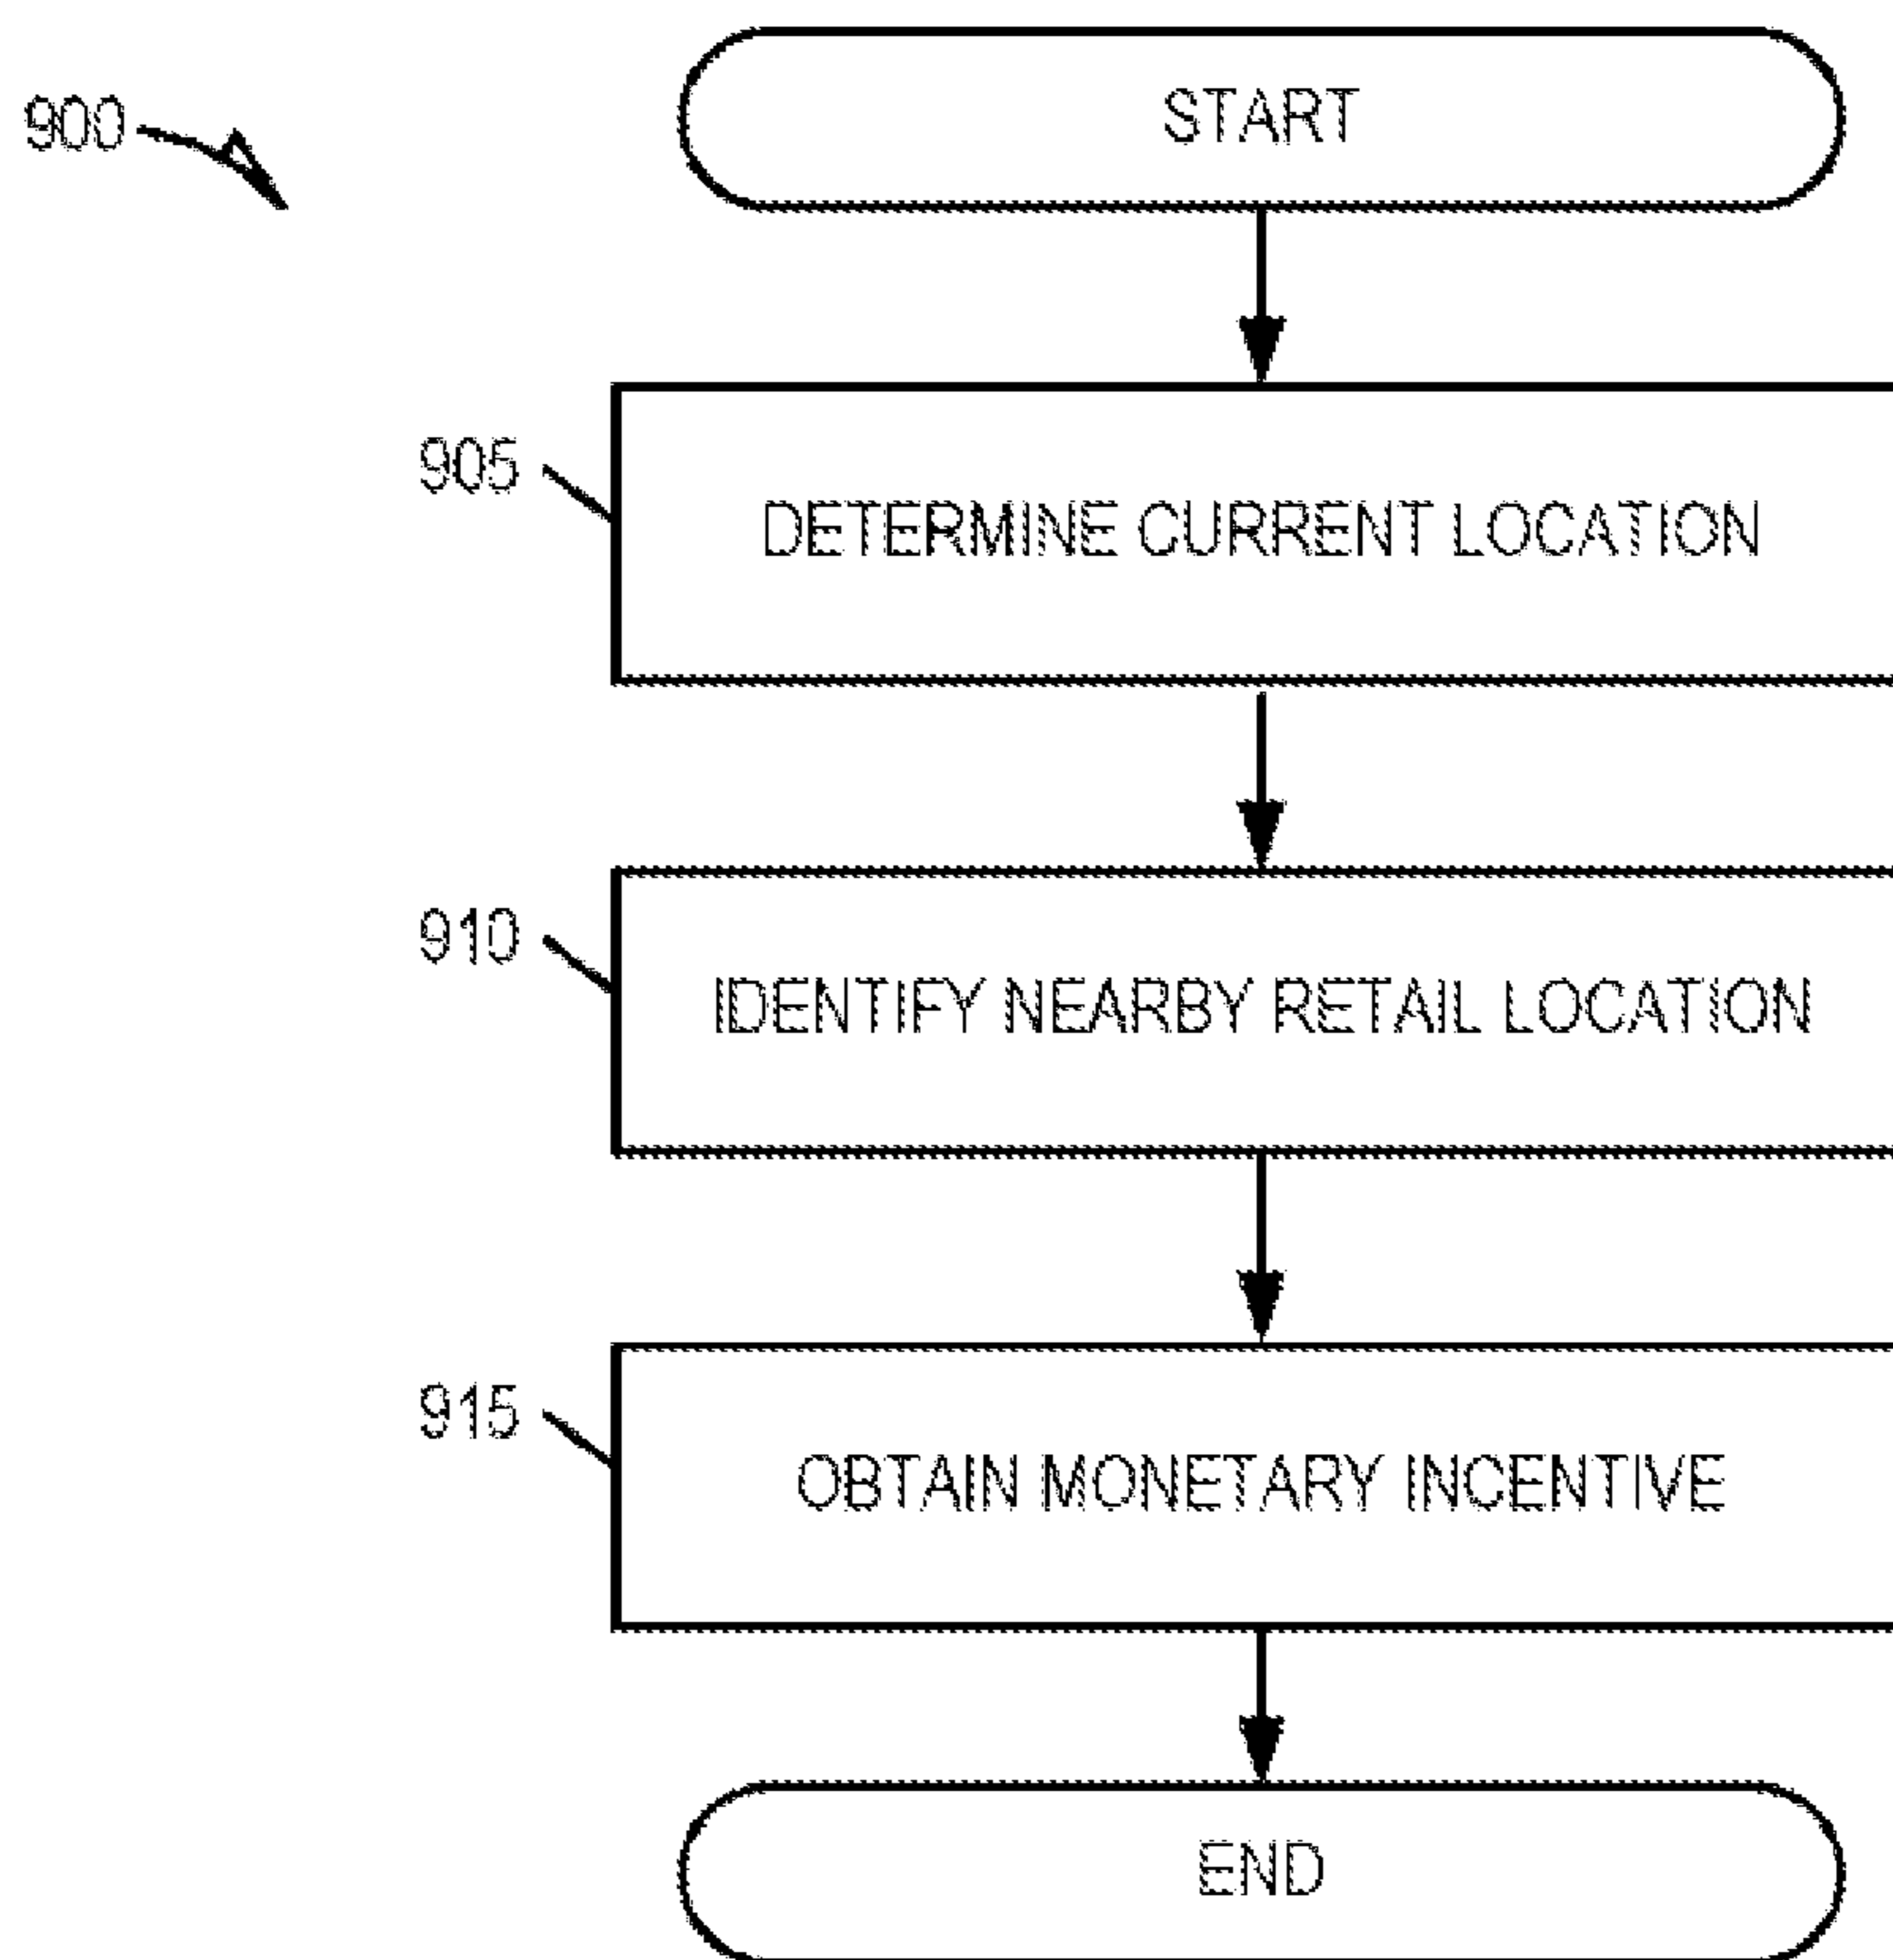 900
START
905
DETERMINE CURRENT LOCATION
910
IDENTIFY NEARBY RETAIL LOCATION
915
OBTAIN MONETARY INCENTIVE
END